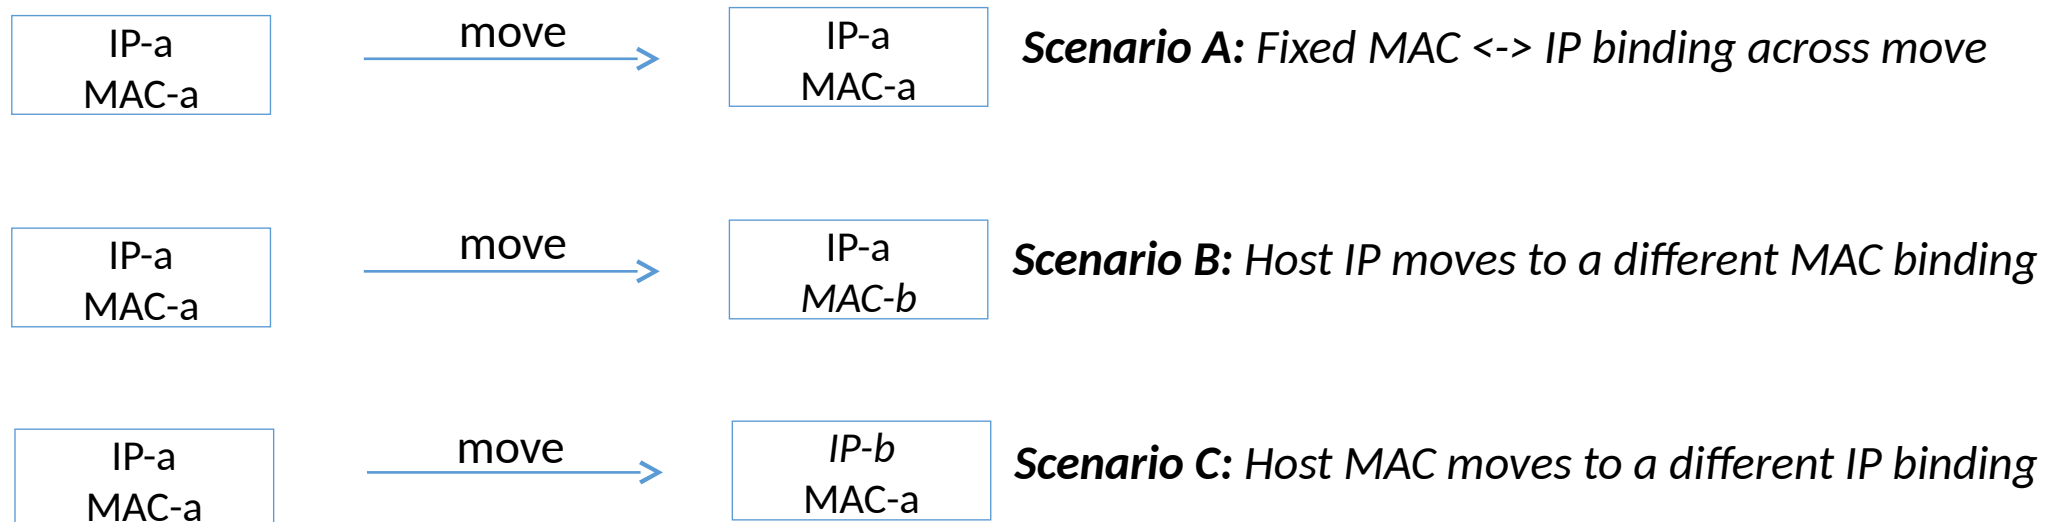 IP-a
MAC-a
move
IP-a
MAC-a
Scenario A: Fixed MAC <-> IP binding across move
IP-a
MAC-a
move
IP-a
MAC-b
Scenario B: Host IP moves to a different MAC binding
IP-a
MAC-a
move
IP-b
MAC-a
Scenario C: Host MAC moves to a different IP binding